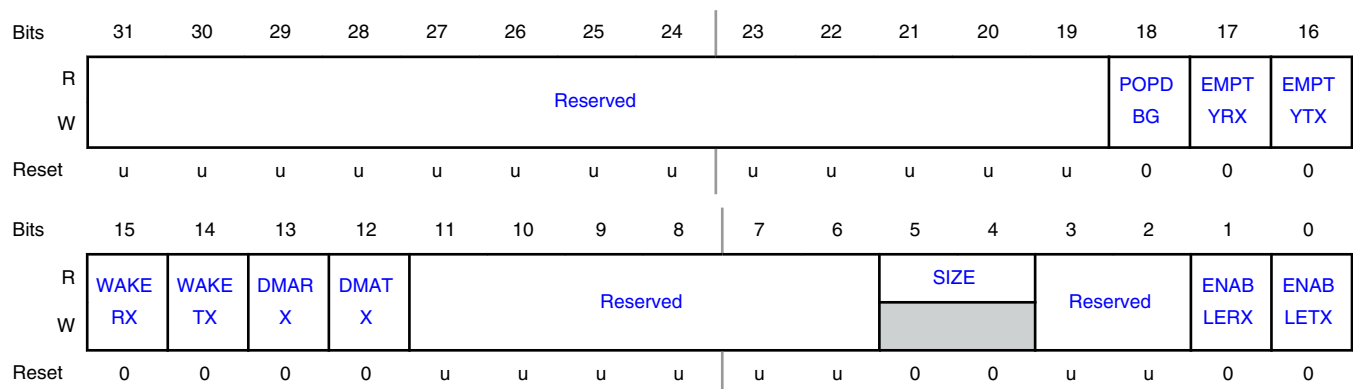 Bits 31 30 29 28 27 26 25 24 23 22 21 20 19 18 17 16
R
W
Reserved
POPD
BG
EMPT
YRX
EMPT
YTX
Reset u u u u u u u u u u u u u 0 0 0
Bits 15 14 13 12 11 10 9 8 7 6 5 4 3 2 1 0
R
W
WAKE
RX
WAKE
TX
DMAR
X
DMAT
X
Reserved
SIZE
Reserved
ENAB
LERX
ENAB
LETX
Reset 0 0 0 0 u u u u u u 0 0 u u 0 0